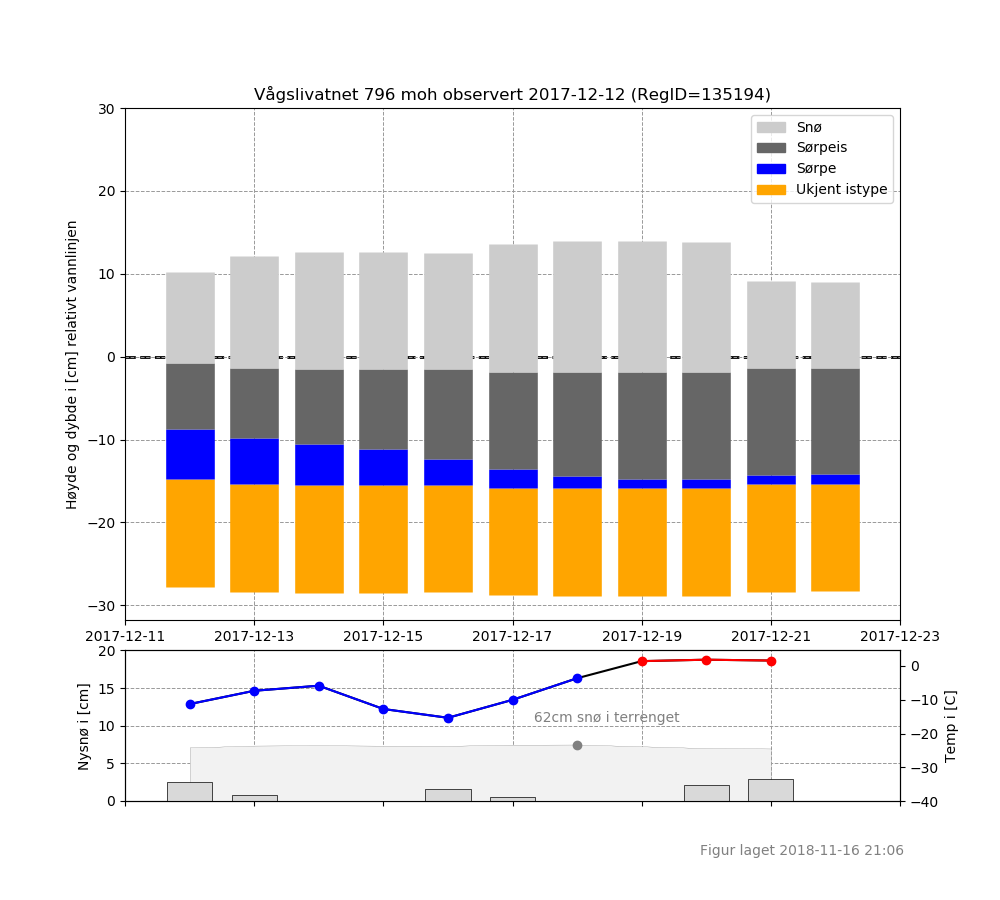 Vågslivatnet 796 moh observert 2017-12-12 (RegID=135194)
Snø
Sørpeis
Sørpe
Ukjent istype
Høyde og dybde i [cm] relativt vannlinjen
30
20
10
0
−10
−20
−30
2017-12-11 2017-12-13 2017-12-15 2017-12-17 2017-12-19 2017-12-21 2017-12-23
Nysnø i [cm]
20
15
10
5
0
62cm snø i terrenget
0
−10
−20
−30
−40
Temp i [C]
Figur laget 2018-11-16 21:06